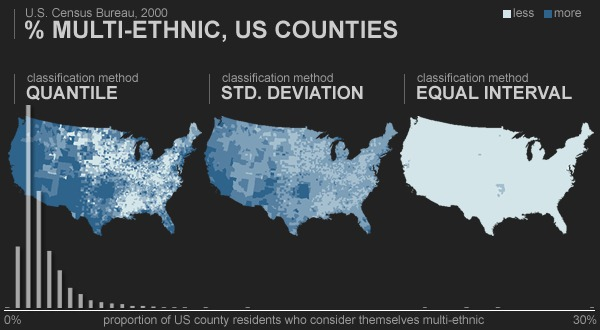 U.S. Census Bureau, 2000
% MULTI-ETHNIC, US COUNTIES
less more
classification method
QUANTILE
classification method
STD. DEVIATION
classification method
EQUAL INTERVAL
0% proportion of US county residents who consider themselves multi-ethnic 30%